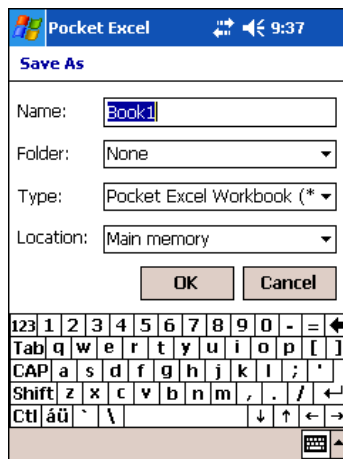 Pocket Excel 9:37
Save As
Name: Book1
Folder: None
Type: Pocket Excel Workbook (*
Location: Main memory
OK Cancel
123 1 2 3 4 5 6 7 8 9 0 - =
Tab q w e r t y u i o p [ ]
CAP a s d f g h j k l ; '
Shift z x c v b n m , . /
Ctl áü ` \